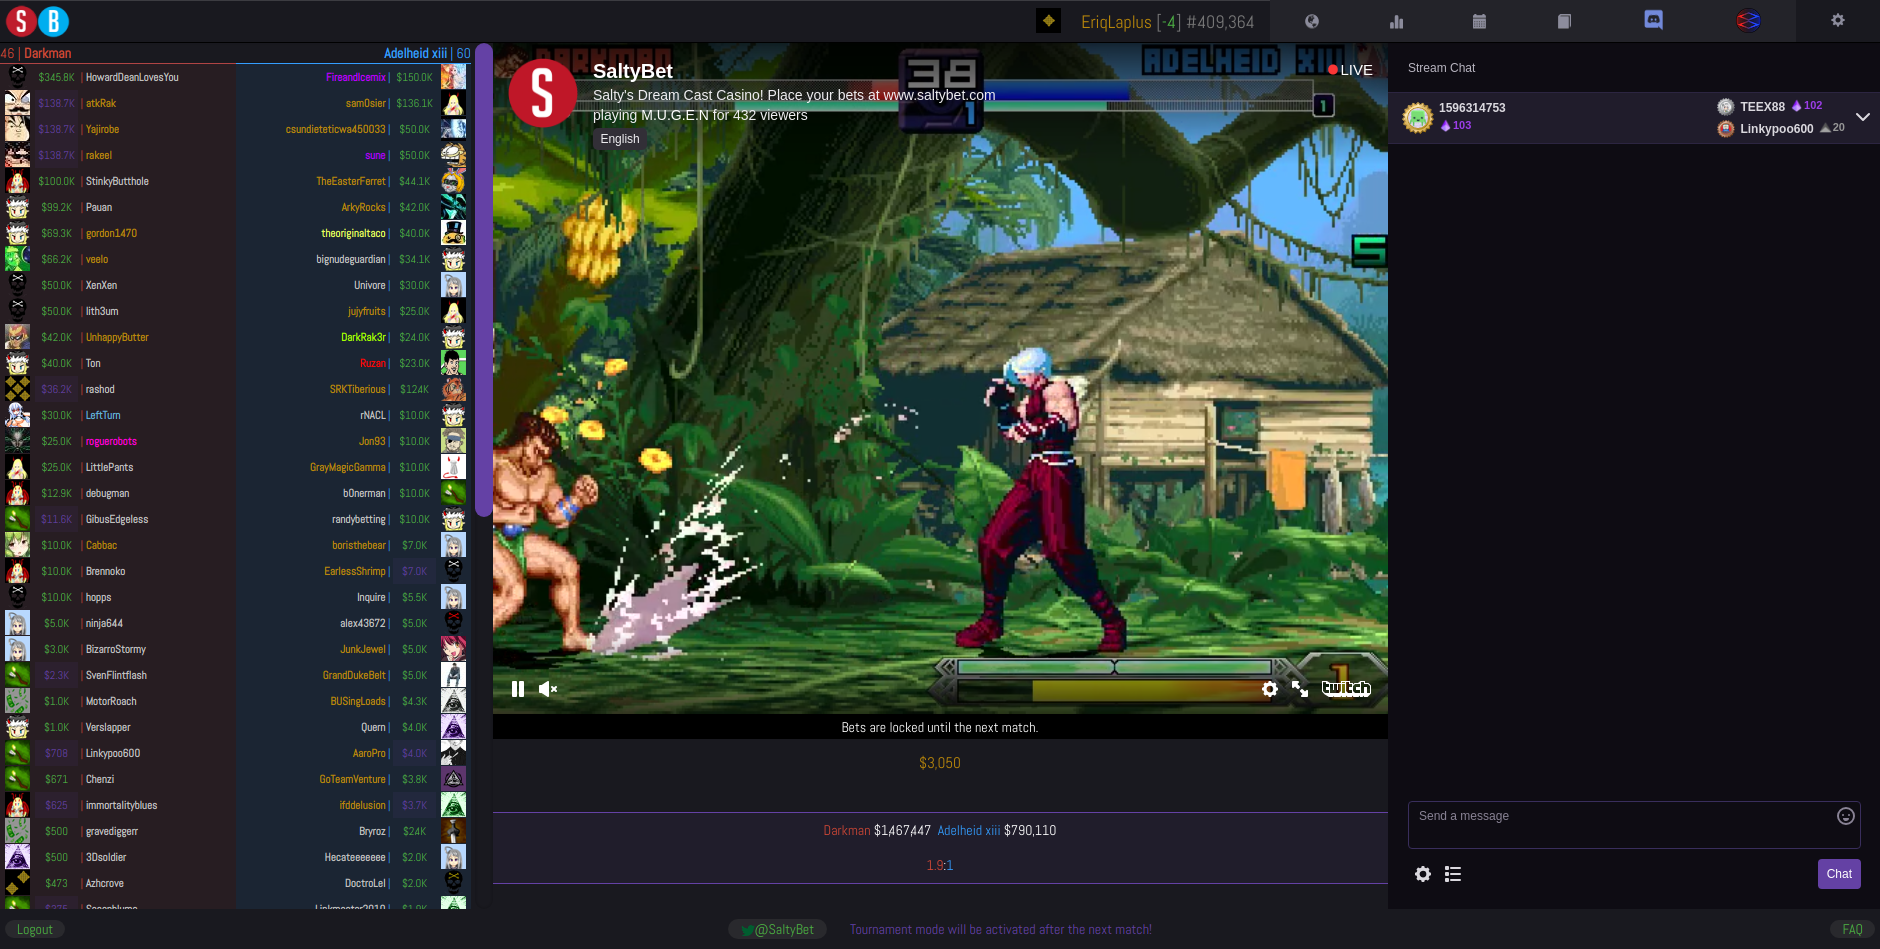 S B
EriqLaplus [-4] #409,364
46 | Darkman
Adelheid xiii | 60
$345.8K | HowardDeanLovesYou
FireandIcemix | $150.0K
$138.7K | atkRak
sam0sier | $136.1K
$138.7K | Yajirobe
csundieteticwa450033 | $50.0K
$138.7K | rakeel
suno | $50.0K
$100.0K | StinkyButthole
TheEasterFerret | $44.1K
$99.2K | Pauan
ArkyRocks | $42.0K
$69.3K | gordon1470
theoriginaltaco | $40.0K
$66.2K | veelo
bignudeguardian | $34.1K
$50.0K | XenXen
Univore | $30.0K
$50.0K | lith3um
jujyfruits | $25.0K
$42.0K | UnhappyButter
DarkRak3r | $24.0K
$40.0K | Ton
Ruzen | $23.0K
$36.2K | rashod
SRKTiberious | $12.4K
$30.0K | LeftTurn
rNACL | $10.0K
$25.0K | roguerobots
Jon93 | $10.0K
$25.0K | LittlePants
GrayMagicGamma | $10.0K
$12.9K | debugman
b0nerman | $10.0K
$11.6K | GibusEdgeless
randybetting | $10.0K
$10.0K | Cabbac
boristhebear | $7.0K
$10.0K | Brennoko
EarlessShrimp | $7.0K
$10.0K | hopps
Inquire | $5.5K
$5.0K | ninja644
alex43672 | $5.0K
$3.0K | BizarroStormy
JunkJewel | $5.0K
$2.3K | SvenFlintflash
GrandDukeBelt | $5.0K
$1.0K | MotorRoach
BUSingLoads | $4.3K
$1.0K | Verslapper
Quern | $4.0K
$708 | Linkypoo600
AaroPro | $4.0K
$671 | Chenzi
GoTeamVenture | $3.8K
$625 | immortalityblues
ifddelusion | $3.7K
$500 | gravediggerr
Bryroz | $2.4K
$500 | 3Dsoldier
Hecateeeeeee | $2.0K
$473 | Azhcrove
DoctroLel | $2.0K
DARKMAN
38
ADELHEID XIII
1
1
S
SaltyBet
LIVE
Salty's Dream Cast Casino! Place your bets at www.saltybet.com
playing M.U.G.E.N for 432 viewers
English
S
1
twitch
Bets are locked until the next match.
$3,050
Darkman $1,467,447 Adelheid xiii $790,110
1.9:1
Stream Chat
1596314753
103
TEEX88 102
Linkypoo600 20
Send a message
Chat
Logout
@SaltyBet
Tournament mode will be activated after the next match!
FAQ